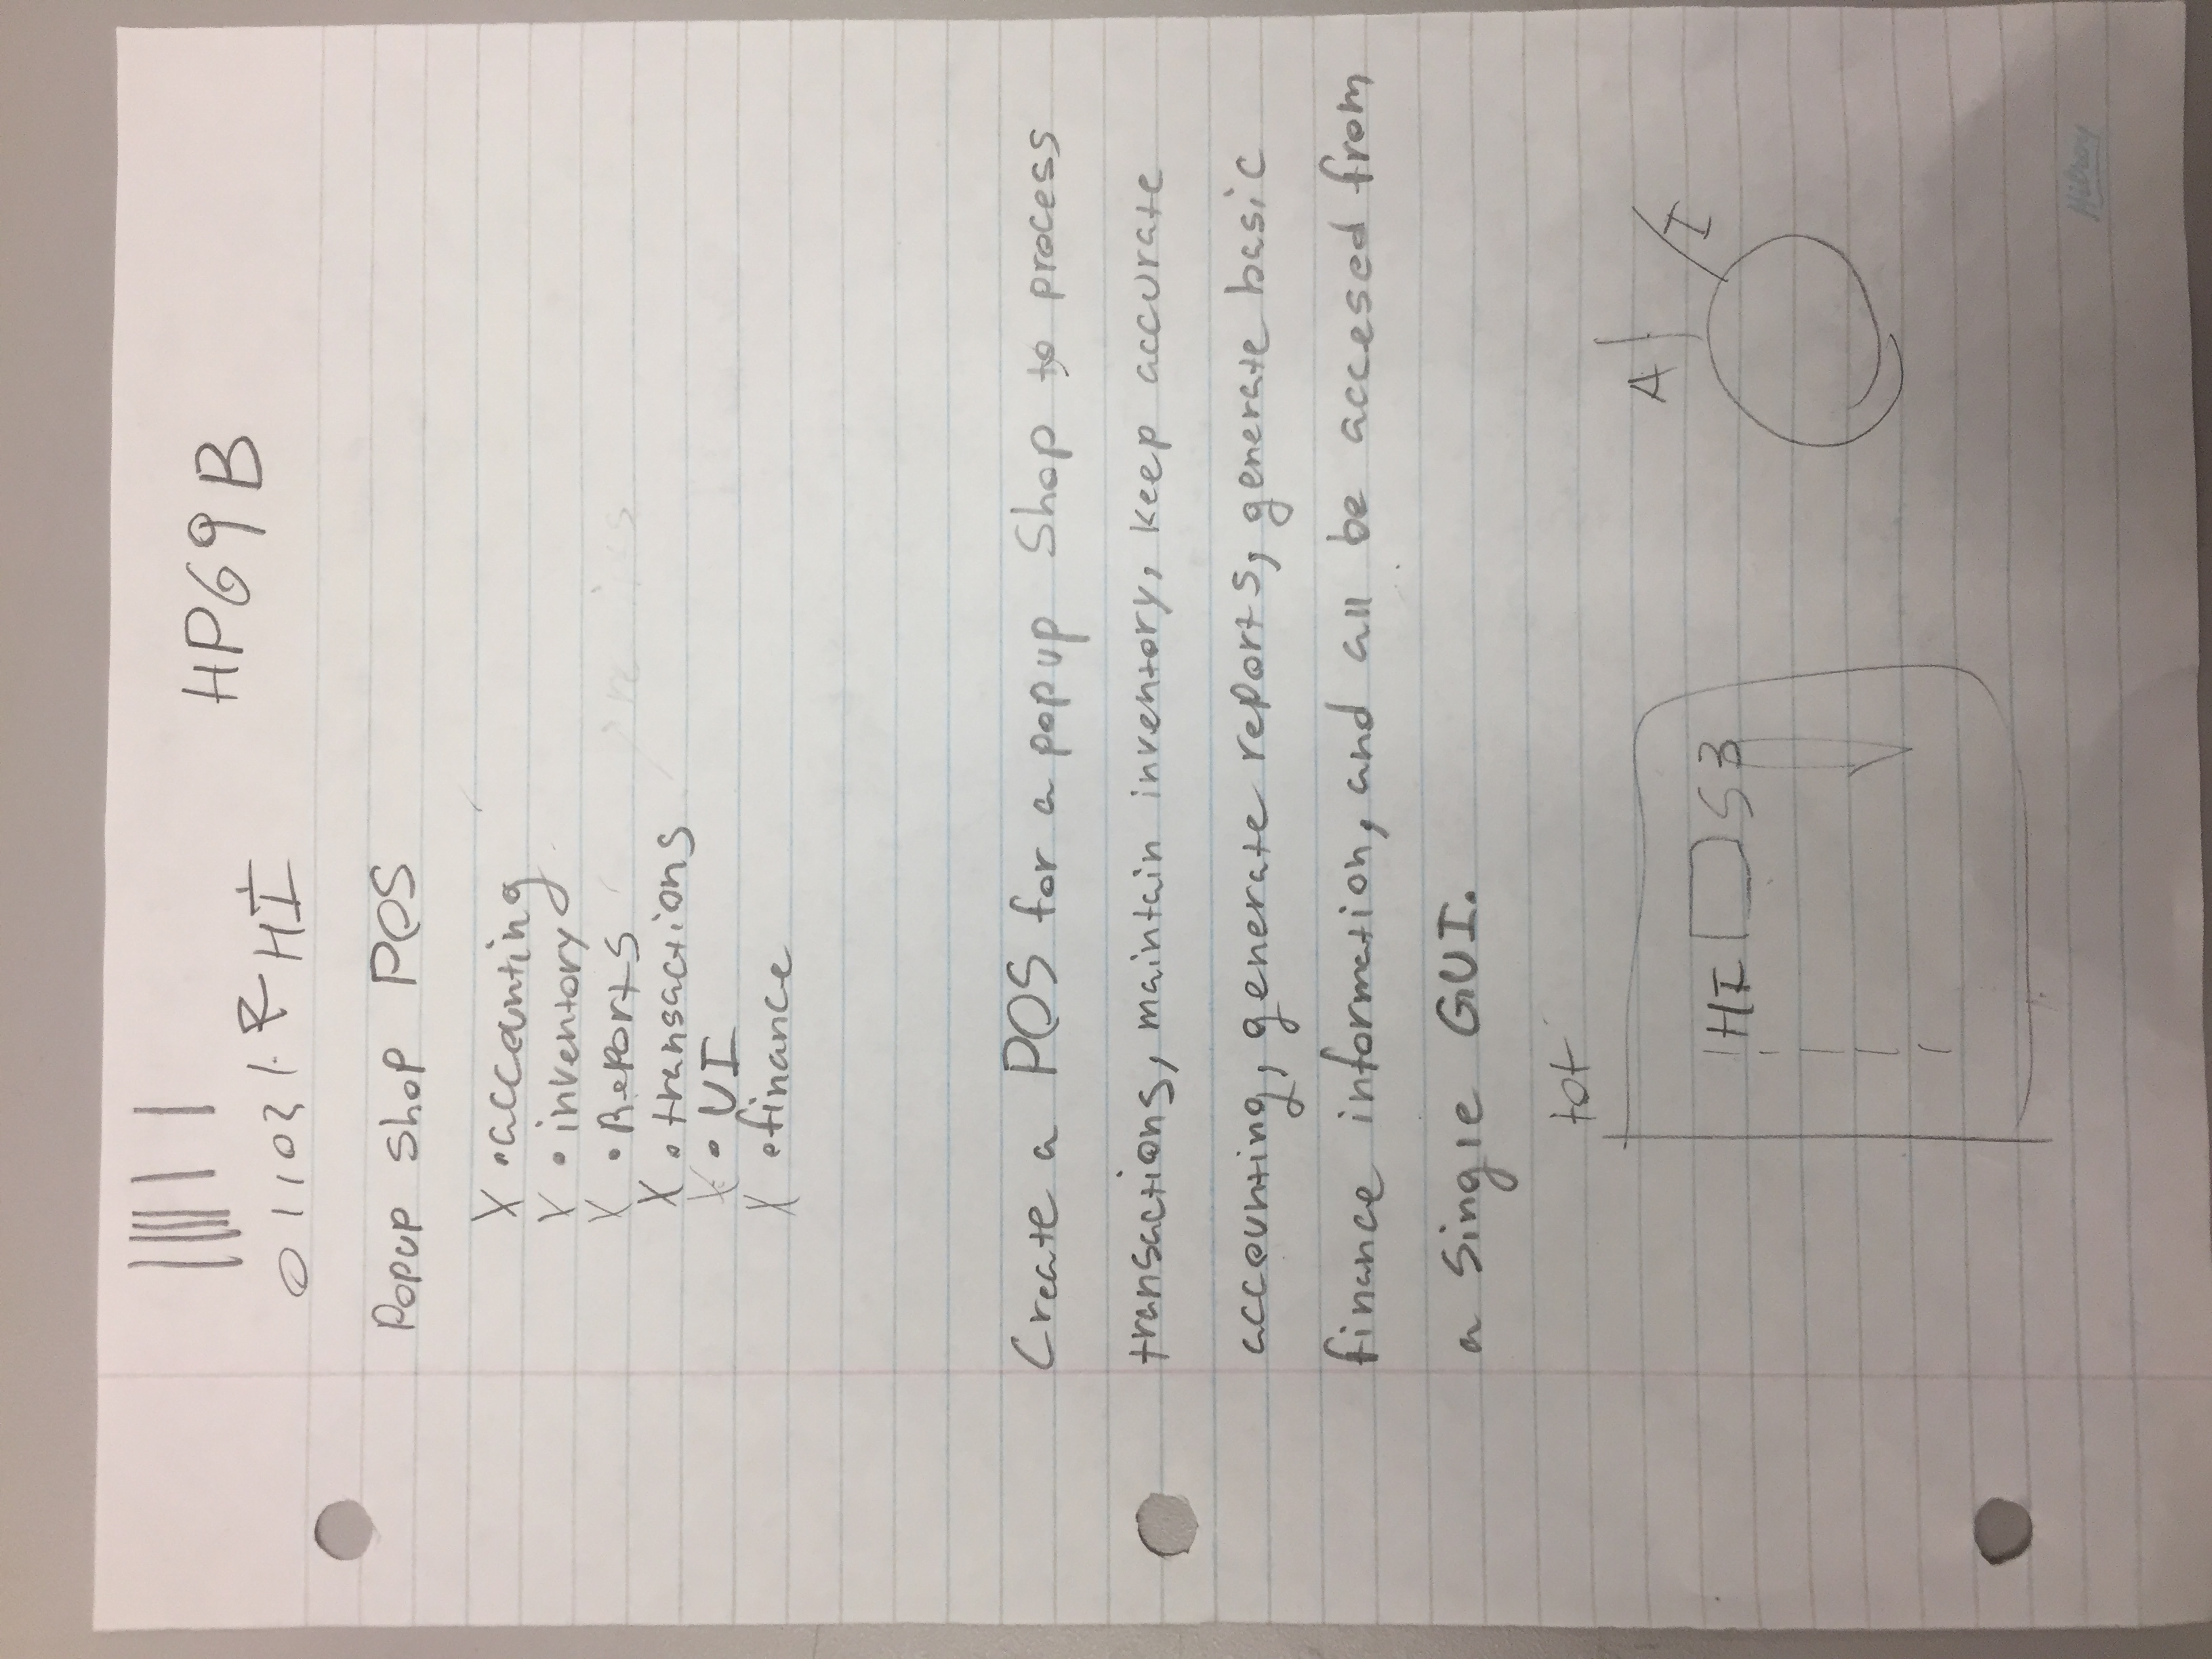 HP69B
011021.R HI
Popup Shop POS
X • accounting
X • inventory
X • Reports
X • transactions
X • UI
X • finance
Create a POS for a popup Shop to process
transactions, maintain inventory, keep accurate
accounting, generate reports, generate basic
finance information, and all be accesed from
a single GUI.
tot
HI S3
A I
Hilroy